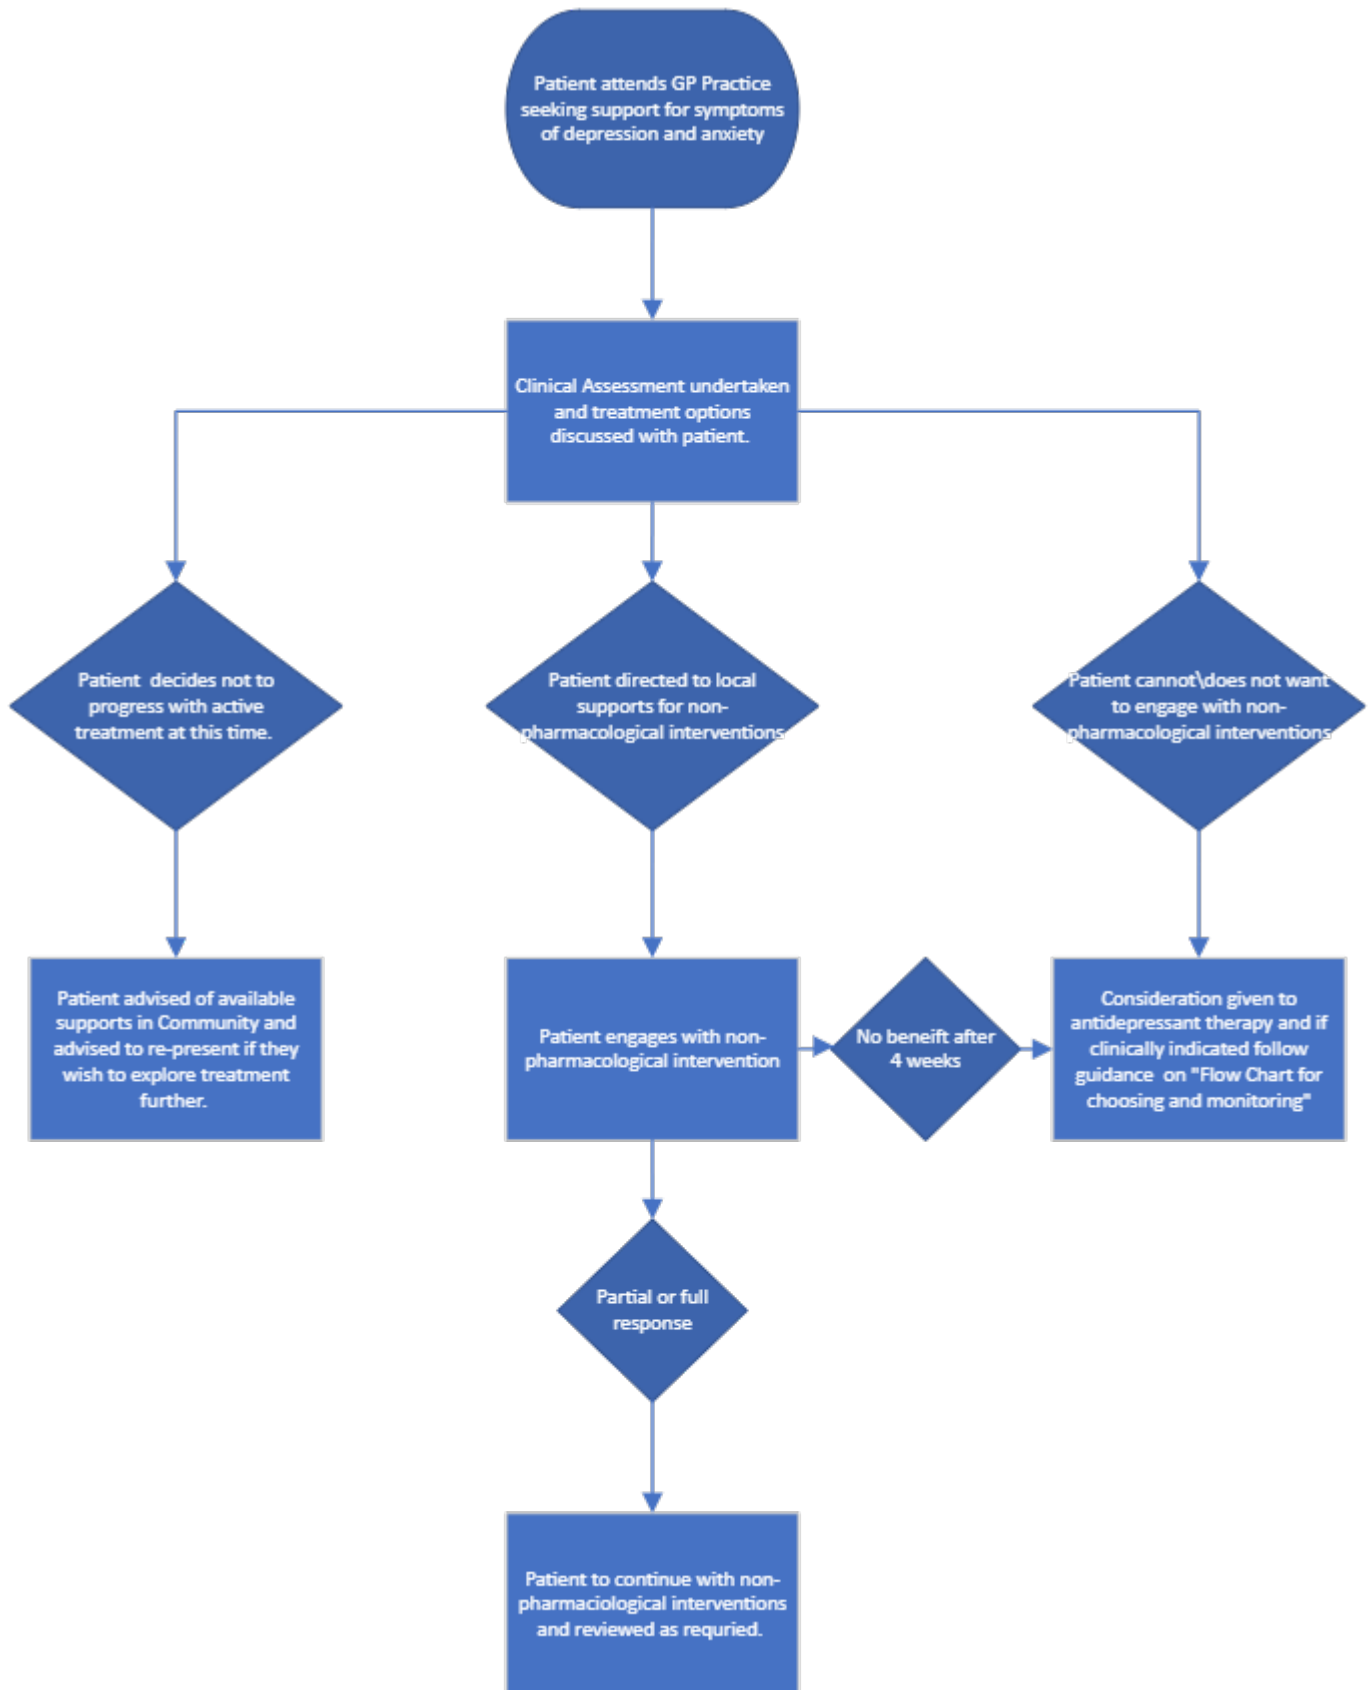 Patient attends GP Practice
seeking support for symptoms
of depression and anxiety
Clinical Assessment undertaken
and treatment options
discussed with patient.
Patient decides not to
progress with active
treatment at this time.
Patient directed to local
supports for non-
pharmacological interventions
Patient cannot\does not want
to engage with non-
pharmacological interventions
Patient advised of available
supports in Community and
advised to re-present if they
wish to explore treatment
further.
Patient engages with non-
pharmacological intervention
No beneift after
4 weeks
Consideration given to
antidepressant therapy and if
clinically indicated follow
guidance on "Flow Chart for
choosing and monitoring"
Partial or full
response
Patient to continue with non-
pharmaciological interventions
and reviewed as requried.